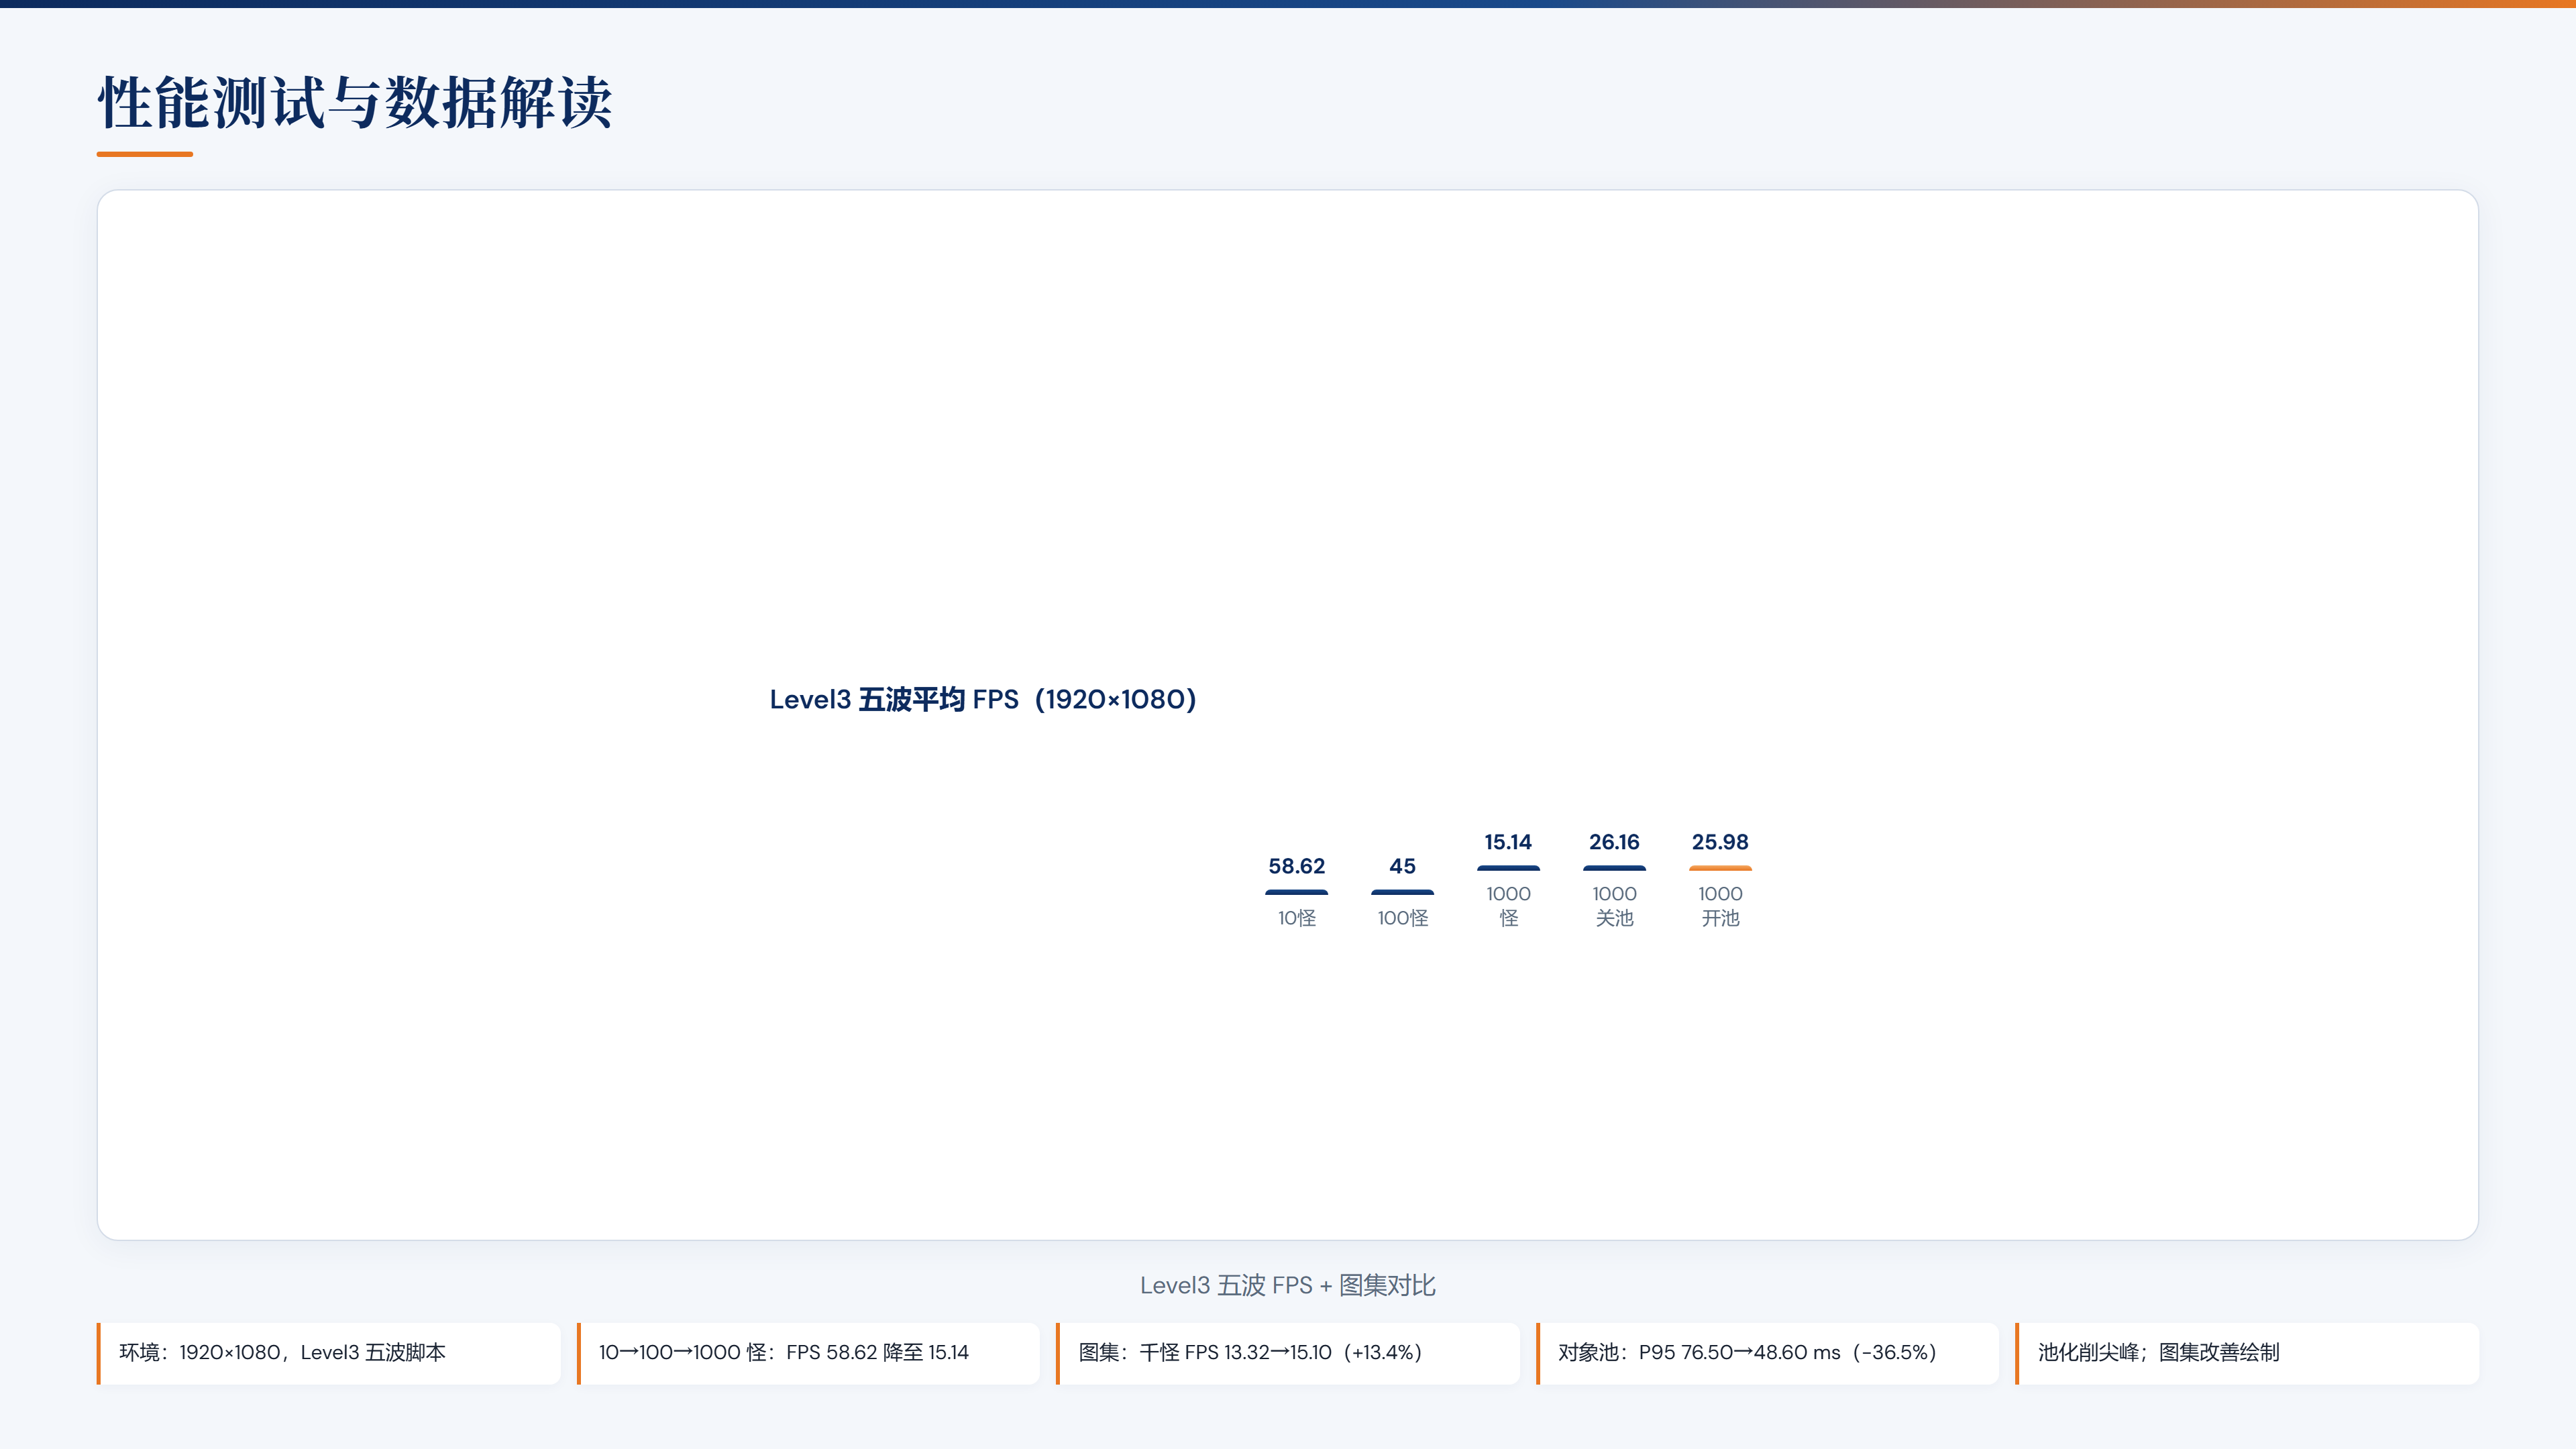 性能测试与数据解读
Level3 五波平均 FPS（1920×1080）
58.62
45
15.14
26.16
25.98
10怪
100怪
1000
怪
1000
关池
1000
开池
Level3 五波 FPS + 图集对比
环境：1920×1080，Level3 五波脚本
10→100→1000 怪：FPS 58.62 降至 15.14
图集：千怪 FPS 13.32→15.10（+13.4%）
对象池：P95 76.50→48.60 ms（-36.5%）
池化削尖峰；图集改善绘制